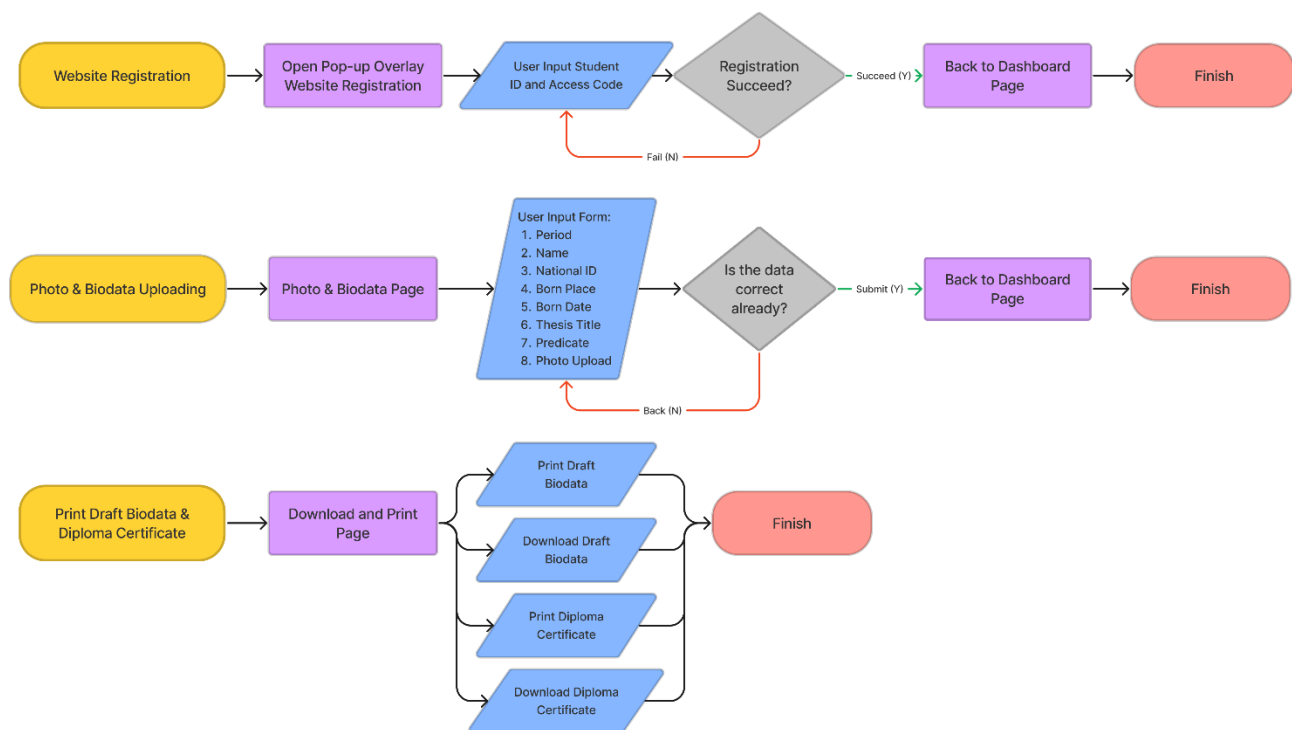 Website Registration
Open Pop-up Overlay
Website Registration
User Input Student
ID and Access Code
Registration
Succeed?
Succeed (Y)
Back to Dashboard
Page
Finish
Fail (N)
Photo & Biodata Uploading
Photo & Biodata Page
User Input Form:
1. Period
2. Name
3. National ID
4. Born Place
5. Born Date
6. Thesis Title
7. Predicate
8. Photo Upload
Is the data
correct
already?
Submit (Y)
Back to Dashboard
Page
Finish
Back (N)
Print Draft Biodata &
Diploma Certificate
Download and Print
Page
Print Draft
Biodata
Download Draft
Biodata
Print Diploma
Certificate
Download Diploma
Certificate
Finish